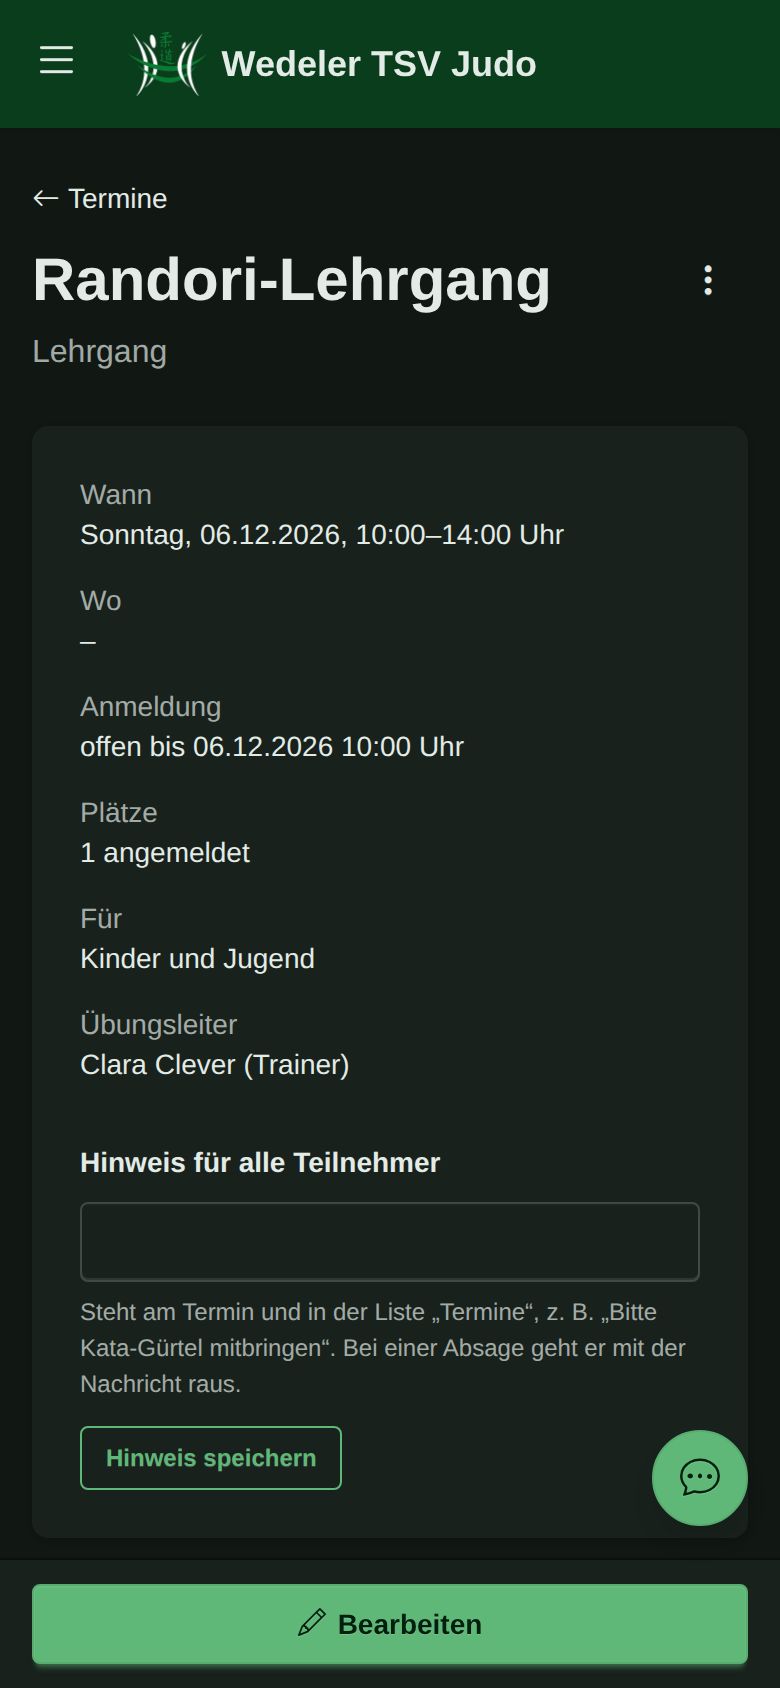 柔道
Wedeler TSV Judo
← Termine
Randori-Lehrgang
Lehrgang
Wann
Sonntag, 06.12.2026, 10:00–14:00 Uhr
Wo
–
Anmeldung
offen bis 06.12.2026 10:00 Uhr
Plätze
1 angemeldet
Für
Kinder und Jugend
Übungsleiter
Clara Clever (Trainer)
Hinweis für alle Teilnehmer
Steht am Termin und in der Liste „Termine“, z. B. „Bitte
Kata-Gürtel mitbringen“. Bei einer Absage geht er mit der
Nachricht raus.
Hinweis speichern
Bearbeiten